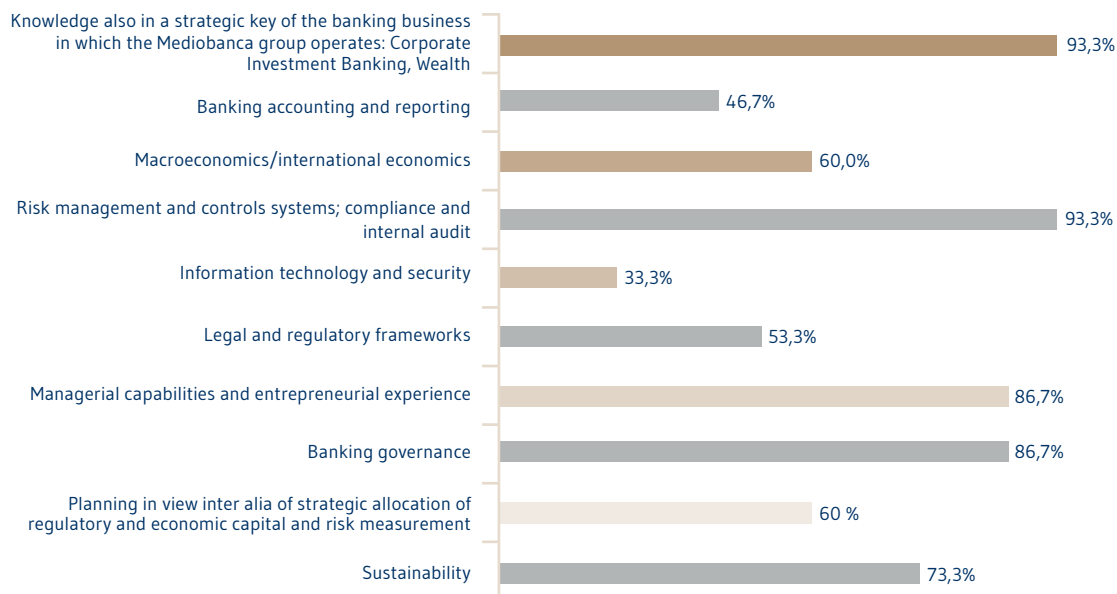 Knowledge also in a strategic key of the banking business
in which the Mediobanca group operates: Corporate
Investment Banking, Wealth
93,3%
Banking accounting and reporting
46,7%
Macroeconomics/international economics
60,0%
Risk management and controls systems; compliance and
internal audit
93,3%
Information technology and security
33,3%
Legal and regulatory frameworks
53,3%
Managerial capabilities and entrepreneurial experience
86,7%
Banking governance
86,7%
Planning in view inter alia of strategic allocation of
regulatory and economic capital and risk measurement
60 %
Sustainability
73,3%